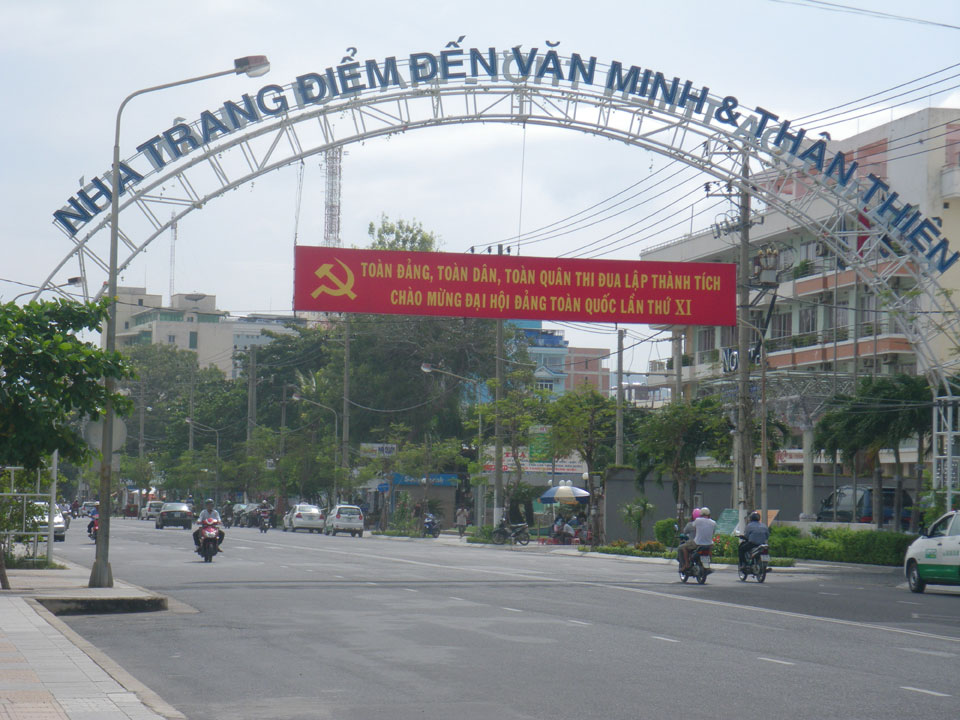 NHA TRANG ĐIỂM ĐẾN VĂN MINH & THÂN THIỆN
TOÀN ĐẢNG, TOÀN DÂN, TOÀN QUÂN THI ĐUA LẬP THÀNH TÍCH
CHÀO MỪNG ĐẠI HỘI ĐẢNG TOÀN QUỐC LẦN THỨ XI